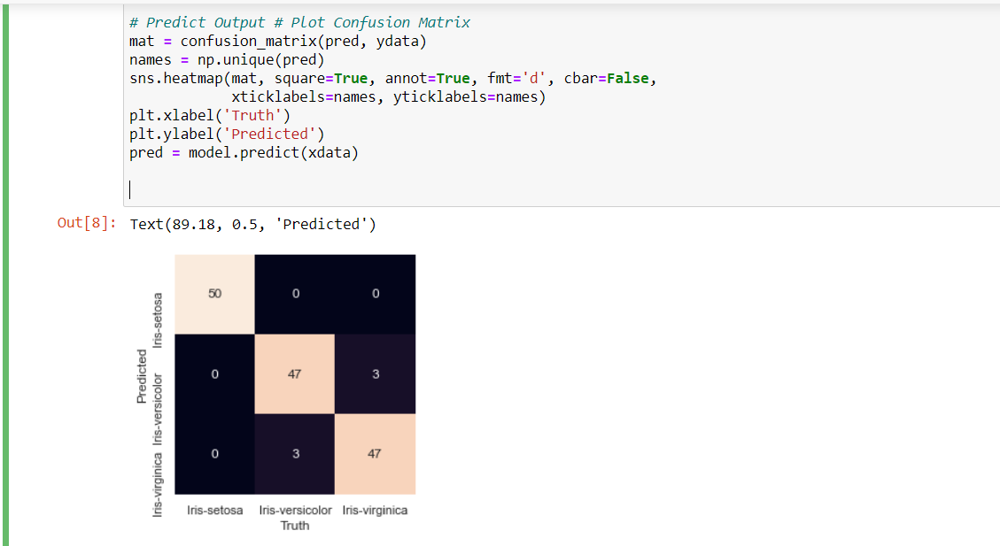 # Predict Output # Plot Confusion Matrix
mat = confusion_matrix(pred, ydata)
names = np.unique(pred)
sns.heatmap(mat, square=True, annot=True, fmt='d', cbar=False,
            xticklabels=names, yticklabels=names)
plt.xlabel('Truth')
plt.ylabel('Predicted')
pred = model.predict(xdata)
Out[8]: Text(89.18, 0.5, 'Predicted')
Predicted
Iris-setosa
50 0 0
Iris-versicolor
0 47 3
Iris-virginica
0 3 47
Iris-setosa Iris-versicolor Iris-virginica
Truth